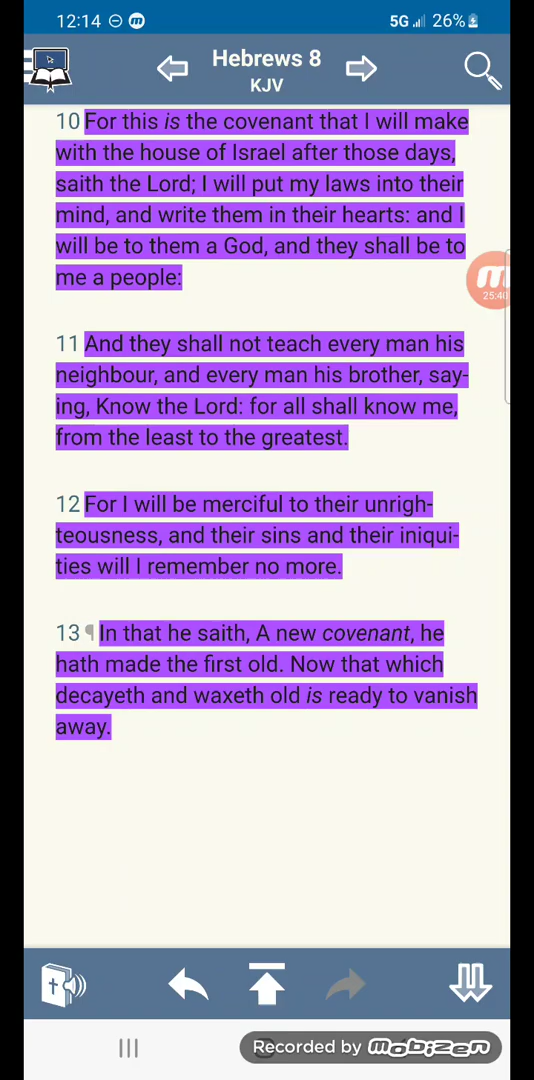 12:14
5G 26%
Hebrews 8
KJV
10 For this is the covenant that I will make
with the house of Israel after those days,
saith the Lord; I will put my laws into their
mind, and write them in their hearts: and I
will be to them a God, and they shall be to
me a people:
25:40
11 And they shall not teach every man his
neighbour, and every man his brother, say-
ing, Know the Lord: for all shall know me,
from the least to the greatest.
12 For I will be merciful to their unrigh-
teousness, and their sins and their iniqui-
ties will I remember no more.
13 ¶ In that he saith, A new covenant, he
hath made the first old. Now that which
decayeth and waxeth old is ready to vanish
away.
Recorded by mobizen